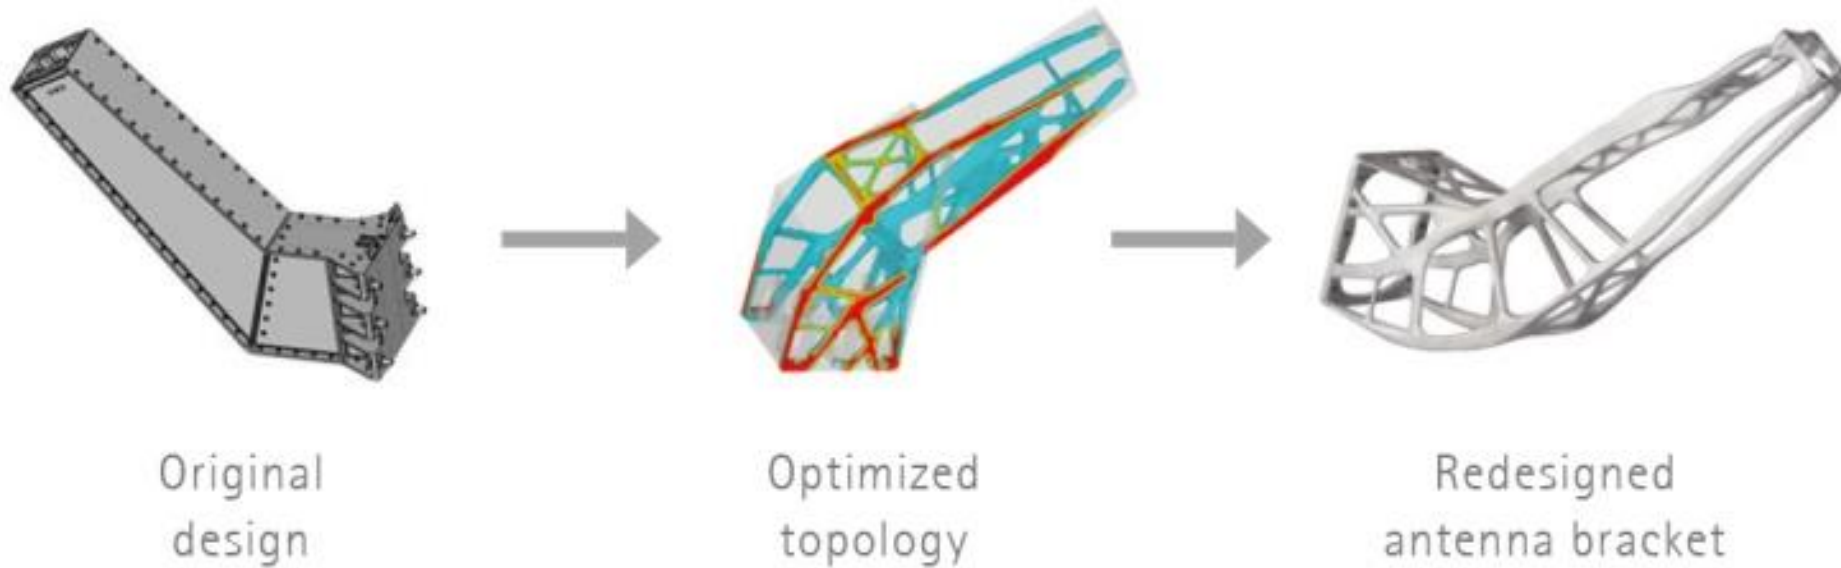 Original
design
Optimized
topology
Redesigned
antenna bracket